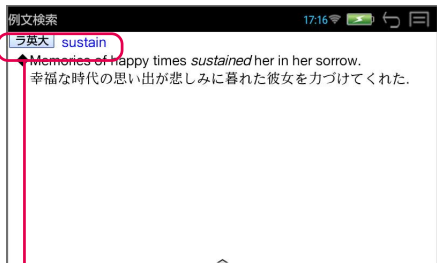 例文検索 17:16
ラ英大 sustain
◆Memories of happy times sustained her in her sorrow.
幸福な時代の思い出が悲しみに暮れた彼女を力づけてくれた.